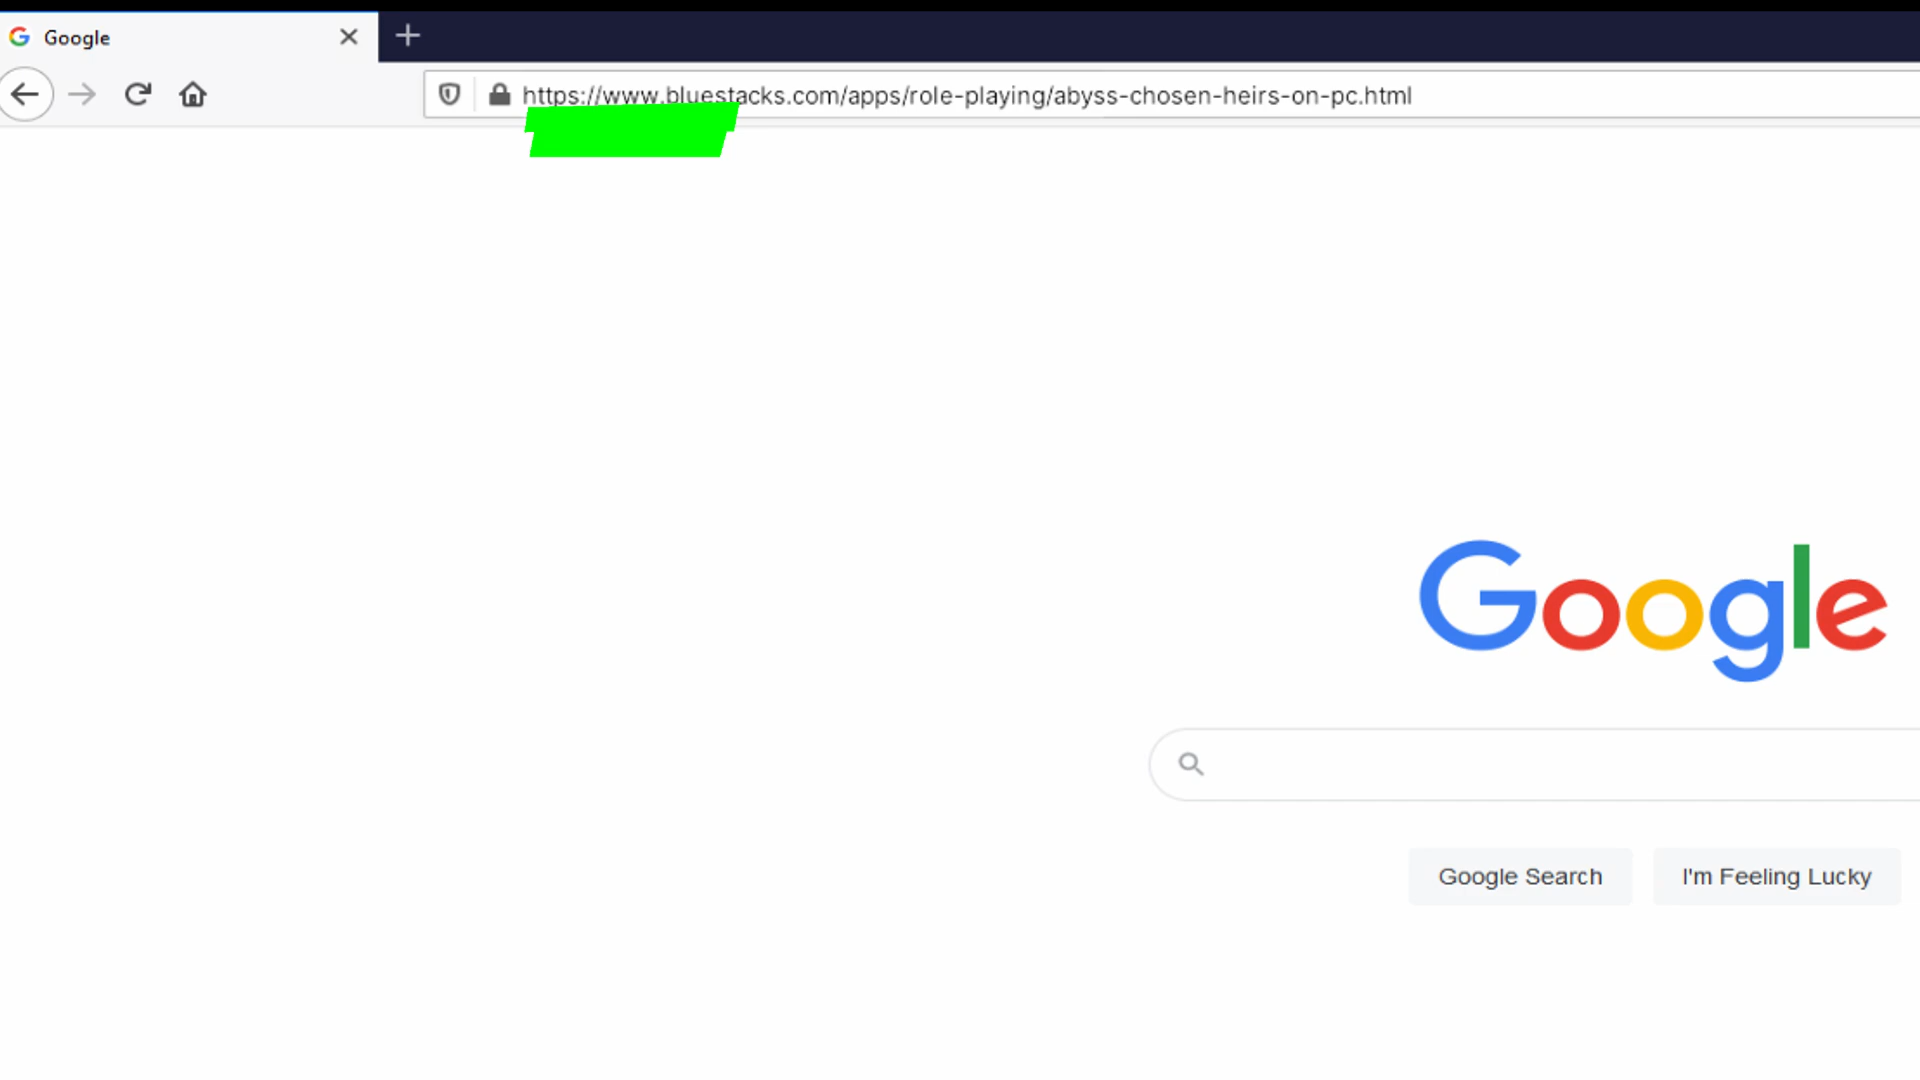 Google
https://www.bluestacks.com/apps/role-playing/abyss-chosen-heirs-on-pc.html
Google
Google Search
I'm Feeling Lucky